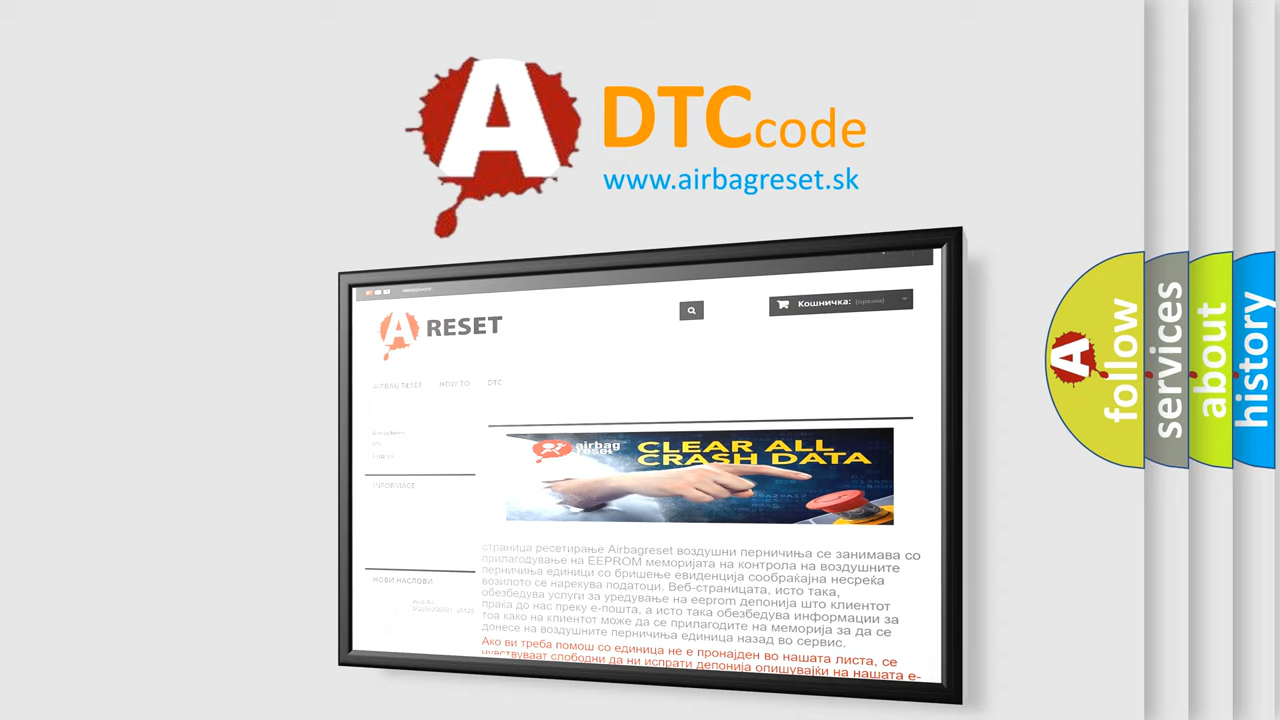 A
DTC code
www.airbagreset.sk
A RESET
Кошничка: (празна)
AIRBAG RESET HOW TO DTC
INFORMACE
НОВИ НАСЛОВИ
airbag
reset
CLEAR ALL
CRASH DATA
страница ресетирање Airbagreset воздушни перничиња се занимава со
прилагодување на EEPROM меморијата на контрола на воздушните
перничиња единици со бришење евиденција сообраќајна несреќа
возилото се нарекува податоци. Веб-страницата, исто така,
обезбедува услуги за уредување на eeprom депонија што клиентот
праќа до нас преку е-пошта, а исто така обезбедува информации за
тоа како на клиентот може да се прилагодите на меморија за да се
донесе на воздушните перничиња единица назад во сервис.
Ако ви треба помош со единица не е пронајден во нашата листа, се
чувствуваат слободни да ни испрати депонија опишувајќи на нашата е-
A
follow
services
about
history